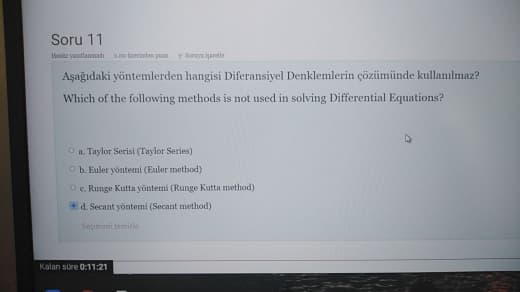 Soru 11
Henüz yanıtlanmadı üzerinden puan Soruyu işaretle
Aşağıdaki yöntemlerden hangisi Diferansiyel Denklemlerin çözümünde kullanılmaz?
Which of the following methods is not used in solving Differential Equations?
a. Taylor Serisi (Taylor Series)
b. Euler yöntemi (Euler method)
c. Runge Kutta yöntemi (Runge Kutta method)
d. Secant yöntemi (Secant method)
Seçimimi temizle
Kalan süre 0:11:21